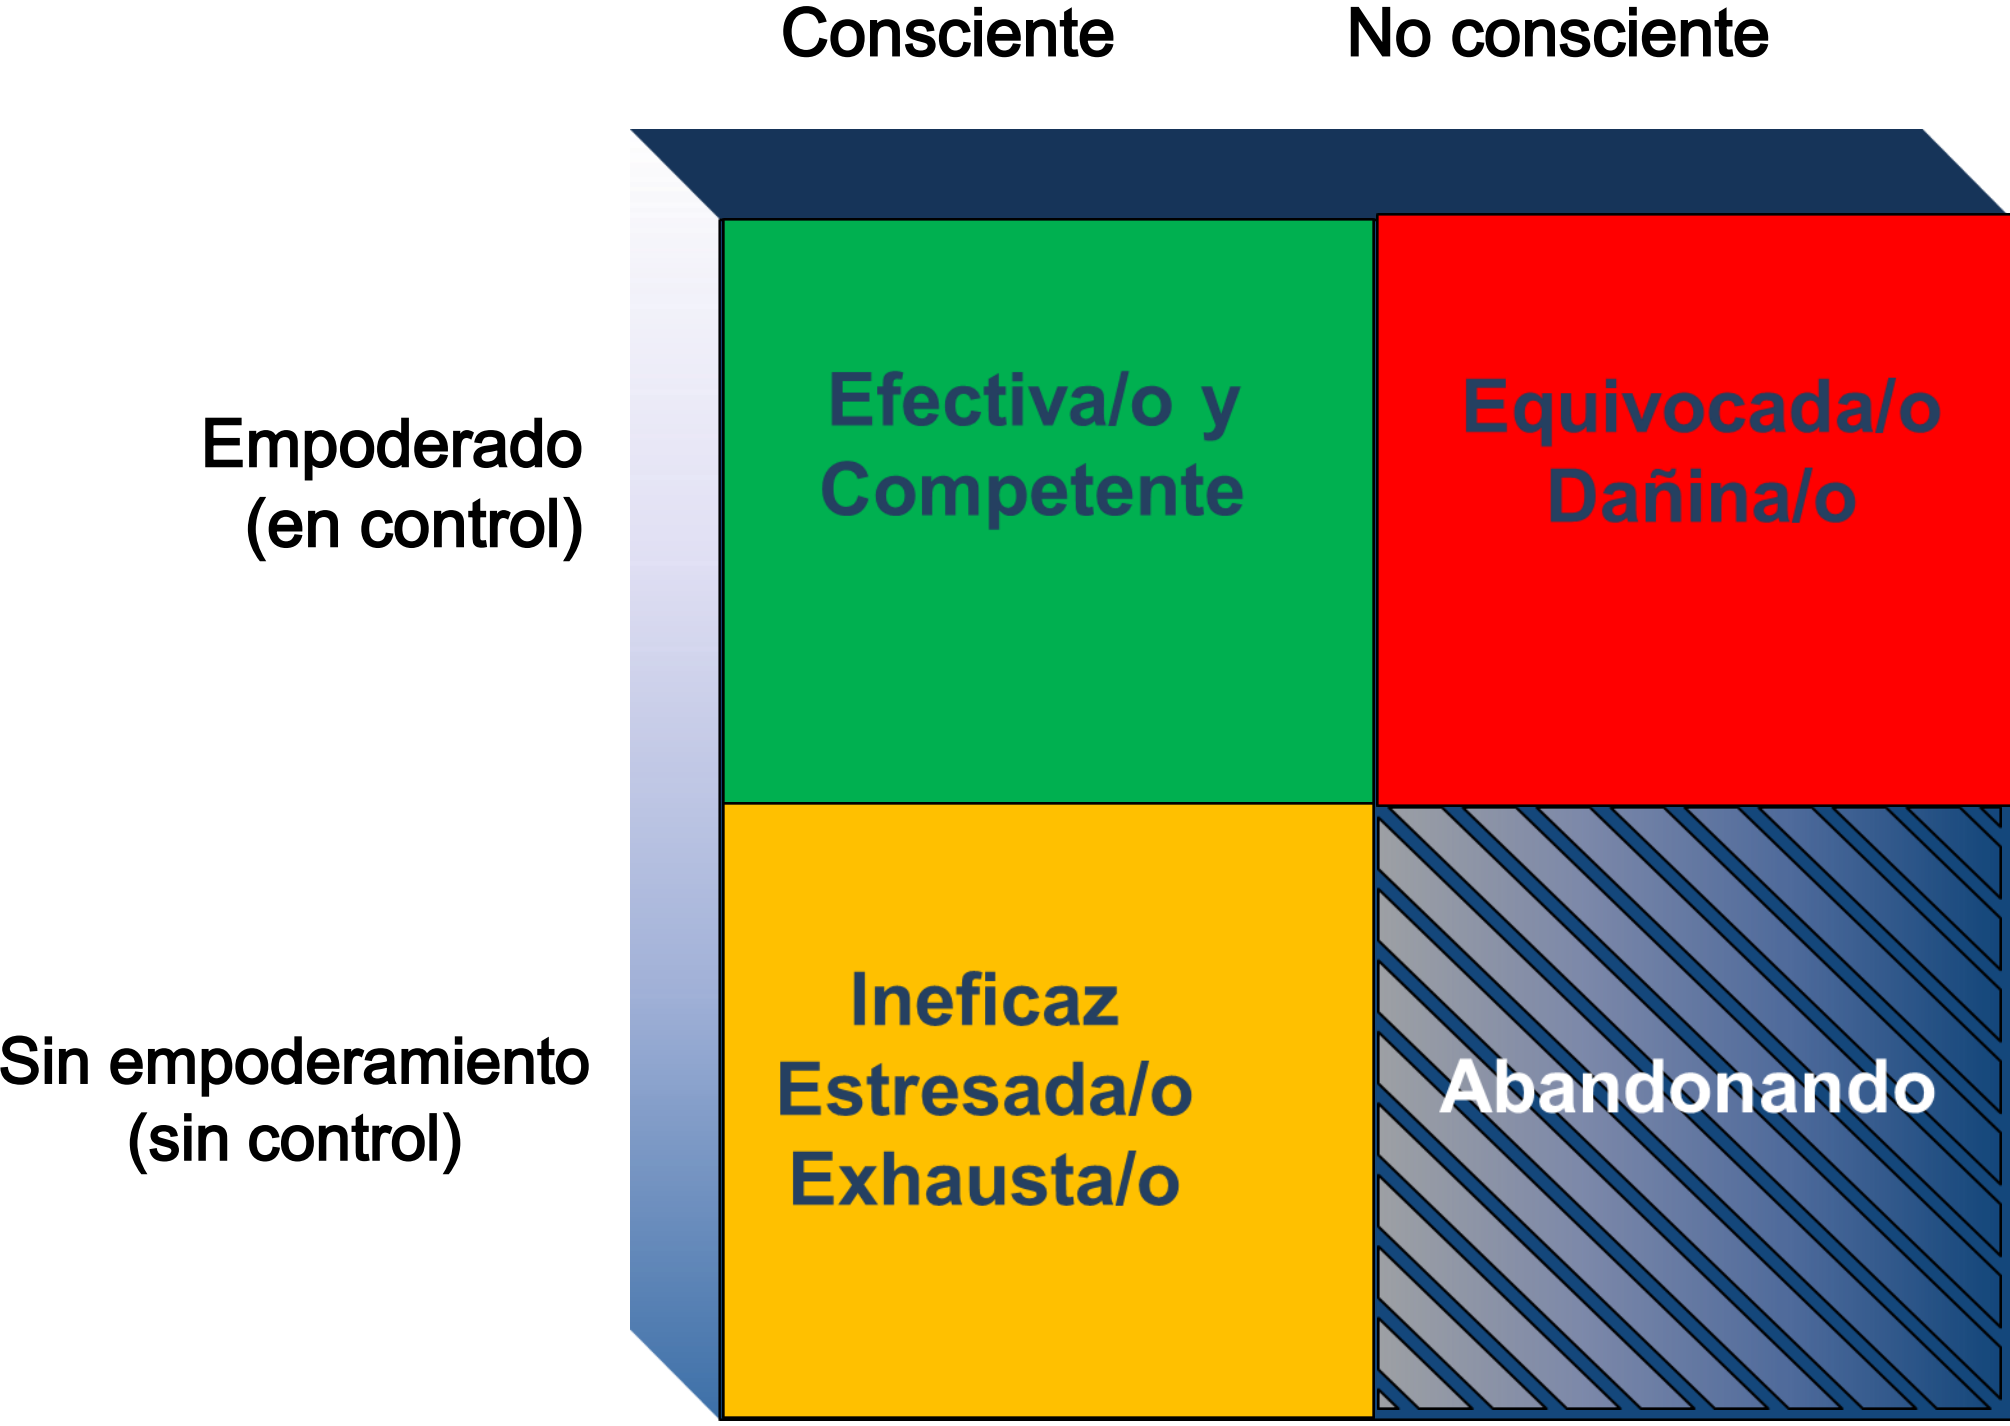 Consciente
No consciente
Empoderado
(en control)
Efectiva/o y
Competente
Equivocada/o
Dañina/o
Sin empoderamiento
(sin control)
Ineficaz
Estresada/o
Exhausta/o
Abandonando